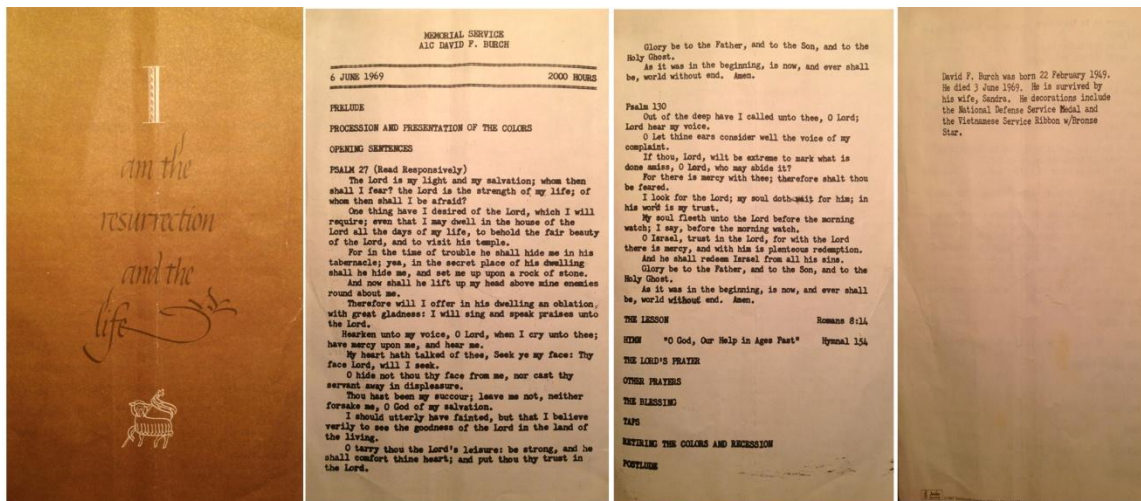 I
am the
resurrection
and the
life
MEMORIAL SERVICE
A1C DAVID F. BURCH
6 JUNE 1969 2000 HOURS
PRELUDE
PROCESSION AND PRESENTATION OF THE COLORS
OPENING SENTENCES
PSALM 27 (Read Responsively)
The Lord is my light and my salvation; whom then
shall I fear? the Lord is the strength of my life; of
whom then shall I be afraid?
One thing have I desired of the Lord, which I will
require; even that I may dwell in the house of the
Lord all the days of my life, to behold the fair beauty
of the Lord, and to visit his temple.
For in the time of trouble he shall hide me in his
tabernacle; yea, in the secret place of his dwelling
shall he hide me, and set me up upon a rock of stone.
And now shall he lift up my head above mine enemies
round about me.
Therefore will I offer in his dwelling an oblation,
with great gladness: I will sing and speak praises unto
the Lord.
Hearken unto my voice, O Lord, when I cry unto thee;
have mercy upon me, and hear me.
My heart hath talked of thee, Seek ye my face: Thy
face Lord, will I seek.
O hide not thou thy face from me, nor cast thy
servant away in displeasure.
Thou hast been my succour; leave me not, neither
forsake me, O God of my salvation.
I should utterly have fainted, but that I believe
verily to see the goodness of the Lord in the land of
the living.
O tarry thou the Lord's leisure: be strong, and he
shall comfort thine heart; and put thou thy trust in
the Lord.
Glory be to the Father, and to the Son, and to the
Holy Ghost.
As it was in the beginning, is now, and ever shall
be, world without end. Amen.
Psalm 130
Out of the deep have I called unto thee, O Lord;
Lord hear my voice.
O let thine ears consider well the voice of my
complaint.
If thou, Lord, wilt be extreme to mark what is
done amiss, O Lord, who may abide it?
For there is mercy with thee; therefore shalt thou
be feared.
I look for the Lord; my soul doth wait for him; in
his word is my trust.
My soul fleeth unto the Lord before the morning
watch; I say, before the morning watch.
O Israel, trust in the Lord, for with the Lord
there is mercy, and with him is plenteous redemption.
And he shall redeem Israel from all his sins.
Glory be to the Father, and to the Son, and to the
Holy Ghost.
As it was in the beginning, is now, and ever shall
be, world without end. Amen.
THE LESSON Romans 8:14
HYMN "O God, Our Help in Ages Past" Hymnal 154
THE LORD'S PRAYER
OTHER PRAYERS
THE BLESSING
TAPS
RETIRING THE COLORS AND RECESSION
POSTLUDE
David F. Burch was born 22 February 1949.
He died 3 June 1969. He is survived by
his wife, Sandra. He decorations include
the National Defense Service Medal and
the Vietnamese Service Ribbon w/Bronze
Star.